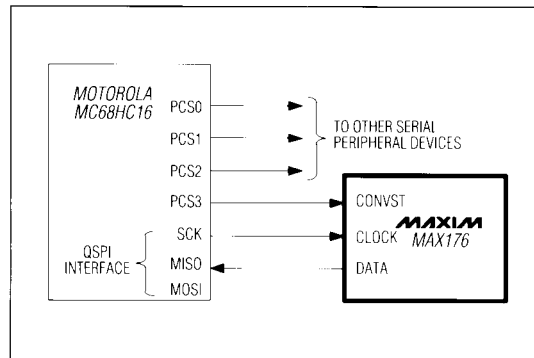 MOTOROLA
MC68HC16
PCS0
PCS1
PCS2
PCS3
SCK
MISO
MOSI
QSPI
INTERFACE
TO OTHER SERIAL
PERIPHERAL DEVICES
CONVST
MAXIM
MAX176
CLOCK
DATA